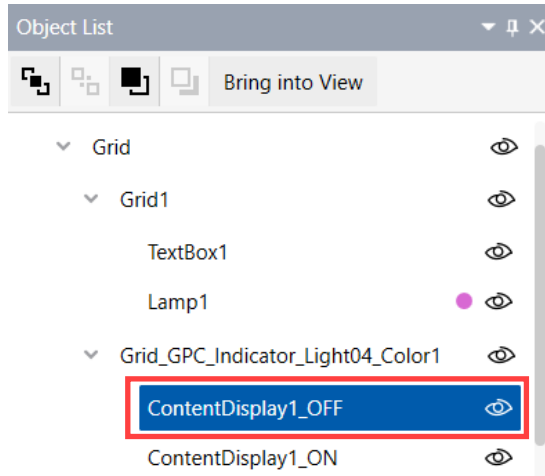 Object List
Bring into View
Grid
Grid1
TextBox1
Lamp1
Grid_GPC_Indicator_Light04_Color1
ContentDisplay1_OFF
ContentDisplay1_ON